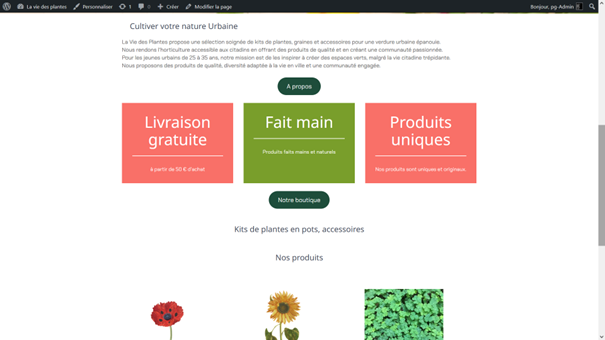 La vie des plantes Personnaliser 1 0 Créer Modifier la page Bonjour, pg-Admin
Cultiver votre nature Urbaine
La Vie des Plantes propose une sélection soignée de kits de plantes, graines et accessoires pour une verdure urbaine épanouie.
Nous rendons l'horticulture accessible aux citadins en offrant des produits de qualité et en créant une communauté passionnée.
Pour les jeunes urbains de 25 à 35 ans, notre mission est de les inspirer à créer des espaces verts, malgré la vie citadine trépidante.
Nous proposons des produits de qualité, diversité adaptée à la vie en ville et une communauté engagée.
A propos
Livraison
gratuite
à partir de 50 € d'achat
Fait main
Produits faits mains et naturels
Produits
uniques
Nos produits sont uniques et origineux
Notre boutique
Kits de plantes en pots, accessoires
Nos produits